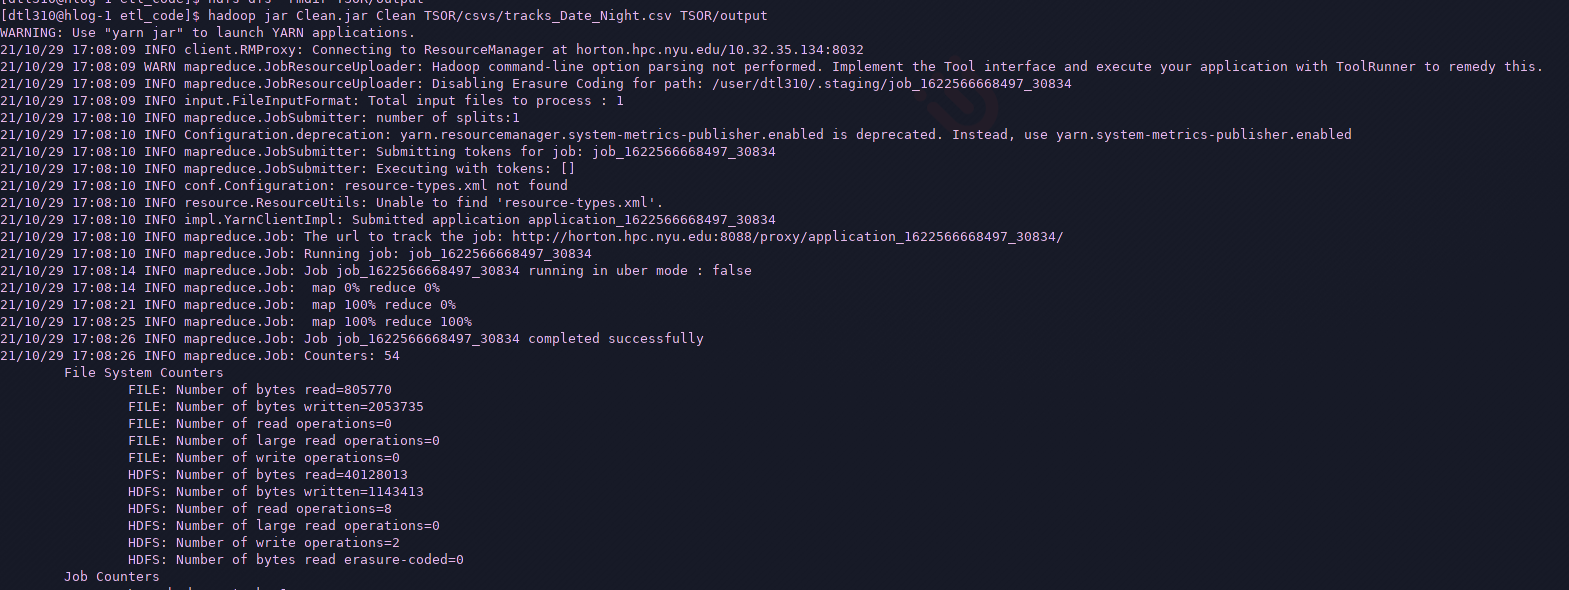 [dtl310@hlog-1 etl_code]$ hdfs dfs -rmdir TSOR/output
[dtl310@hlog-1 etl_code]$ hadoop jar Clean.jar Clean TSOR/csvs/tracks_Date_Night.csv TSOR/output
WARNING: Use "yarn jar" to launch YARN applications.
21/10/29 17:08:09 INFO client.RMProxy: Connecting to ResourceManager at horton.hpc.nyu.edu/10.32.35.134:8032
21/10/29 17:08:09 WARN mapreduce.JobResourceUploader: Hadoop command-line option parsing not performed. Implement the Tool interface and execute your application with ToolRunner to remedy this.
21/10/29 17:08:09 INFO mapreduce.JobResourceUploader: Disabling Erasure Coding for path: /user/dtl310/.staging/job_1622566668497_30834
21/10/29 17:08:09 INFO input.FileInputFormat: Total input files to process : 1
21/10/29 17:08:10 INFO mapreduce.JobSubmitter: number of splits:1
21/10/29 17:08:10 INFO Configuration.deprecation: yarn.resourcemanager.system-metrics-publisher.enabled is deprecated. Instead, use yarn.system-metrics-publisher.enabled
21/10/29 17:08:10 INFO mapreduce.JobSubmitter: Submitting tokens for job: job_1622566668497_30834
21/10/29 17:08:10 INFO mapreduce.JobSubmitter: Executing with tokens: []
21/10/29 17:08:10 INFO conf.Configuration: resource-types.xml not found
21/10/29 17:08:10 INFO resource.ResourceUtils: Unable to find 'resource-types.xml'.
21/10/29 17:08:10 INFO impl.YarnClientImpl: Submitted application application_1622566668497_30834
21/10/29 17:08:10 INFO mapreduce.Job: The url to track the job: http://horton.hpc.nyu.edu:8088/proxy/application_1622566668497_30834/
21/10/29 17:08:10 INFO mapreduce.Job: Running job: job_1622566668497_30834
21/10/29 17:08:14 INFO mapreduce.Job: Job job_1622566668497_30834 running in uber mode : false
21/10/29 17:08:14 INFO mapreduce.Job:  map 0% reduce 0%
21/10/29 17:08:21 INFO mapreduce.Job:  map 100% reduce 0%
21/10/29 17:08:25 INFO mapreduce.Job:  map 100% reduce 100%
21/10/29 17:08:26 INFO mapreduce.Job: Job job_1622566668497_30834 completed successfully
21/10/29 17:08:26 INFO mapreduce.Job: Counters: 54
File System Counters
FILE: Number of bytes read=805770
FILE: Number of bytes written=2053735
FILE: Number of read operations=0
FILE: Number of large read operations=0
FILE: Number of write operations=0
HDFS: Number of bytes read=40128013
HDFS: Number of bytes written=1143413
HDFS: Number of read operations=8
HDFS: Number of large read operations=0
HDFS: Number of write operations=2
HDFS: Number of bytes read erasure-coded=0
Job Counters